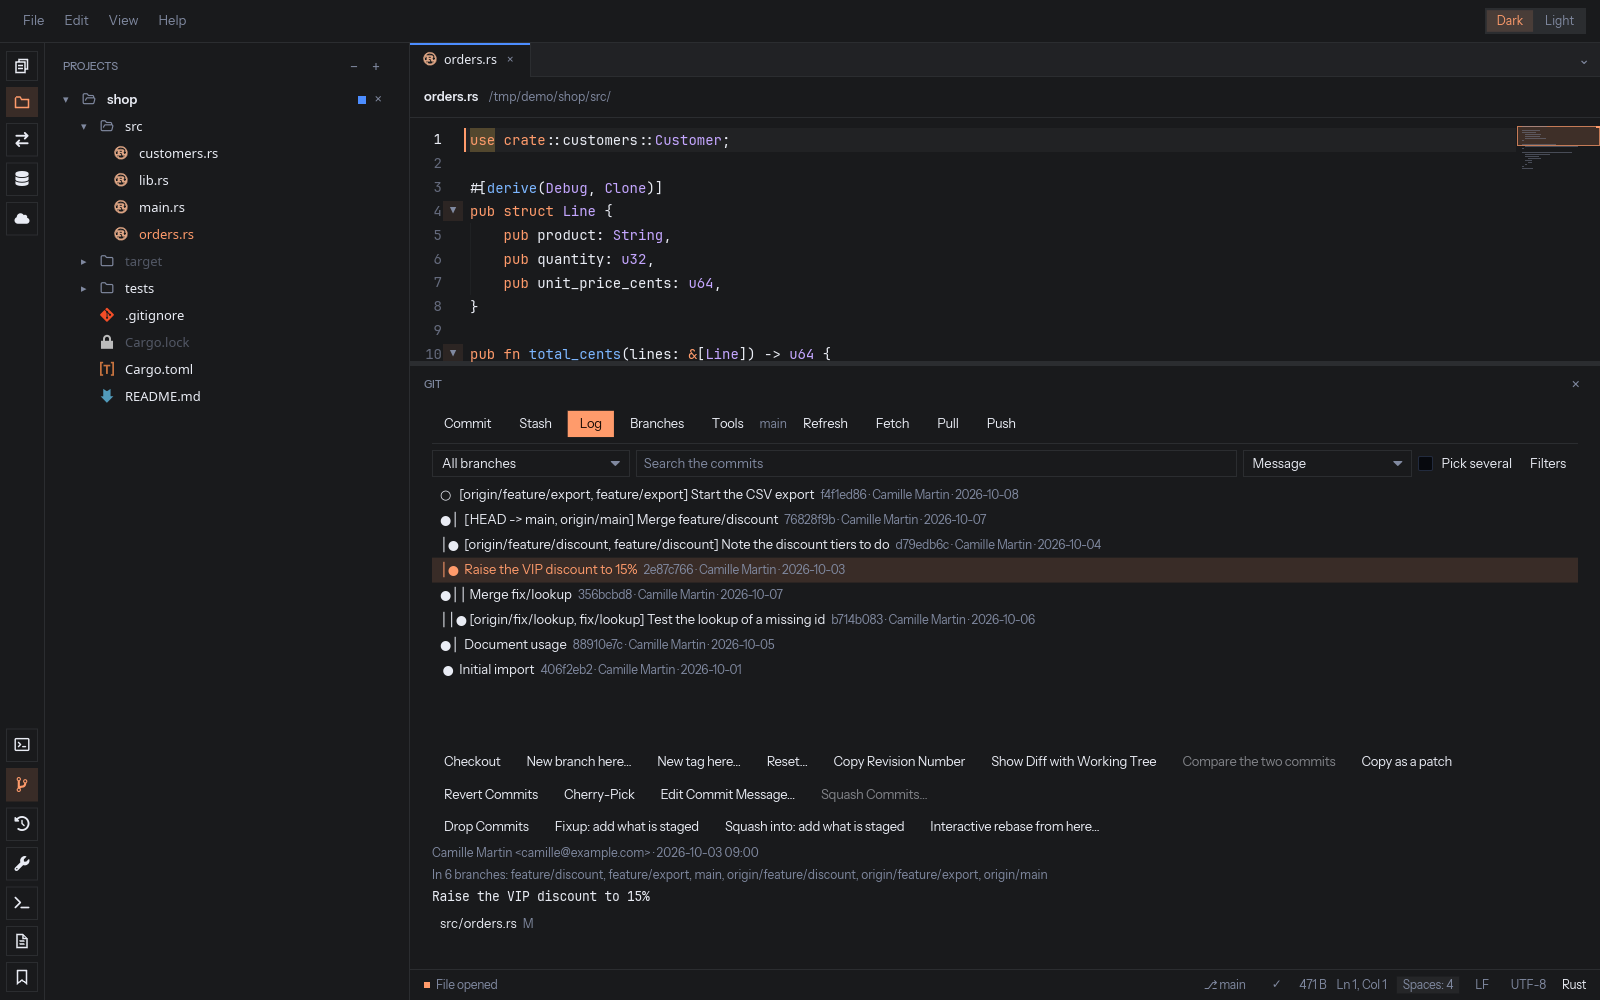 File Edit View Help Dark Light
PROJECTS − +
orders.rs ×
shop ×
orders.rs /tmp/demo/shop/src/
src
customers.rs
lib.rs
main.rs
orders.rs
target
tests
.gitignore
Cargo.lock
Cargo.toml
README.md
1 use crate::customers::Customer;
2
3 #[derive(Debug, Clone)]
4 pub struct Line {
5 pub product: String,
6 pub quantity: u32,
7 pub unit_price_cents: u64,
8 }
9
10 pub fn total_cents(lines: &[Line]) -> u64 {
GIT ×
Commit Stash Log Branches Tools main Refresh Fetch Pull Push
All branches Search the commits Message Pick several Filters
[origin/feature/export, feature/export] Start the CSV export f4f1ed86 · Camille Martin · 2026-10-08
[HEAD -> main, origin/main] Merge feature/discount 76828f9b · Camille Martin · 2026-10-07
[origin/feature/discount, feature/discount] Note the discount tiers to do d79edb6c · Camille Martin · 2026-10-04
Raise the VIP discount to 15% 2e87c766 · Camille Martin · 2026-10-03
Merge fix/lookup 356bcbd8 · Camille Martin · 2026-10-07
[origin/fix/lookup, fix/lookup] Test the lookup of a missing id b714b083 · Camille Martin · 2026-10-06
Document usage 88910e7c · Camille Martin · 2026-10-05
Initial import 406f2eb2 · Camille Martin · 2026-10-01
Checkout New branch here... New tag here... Reset... Copy Revision Number Show Diff with Working Tree Compare the two commits Copy as a patch
Revert Commits Cherry-Pick Edit Commit Message... Squash Commits...
Drop Commits Fixup: add what is staged Squash into: add what is staged Interactive rebase from here...
Camille Martin <camille@example.com> · 2026-10-03 09:00
In 6 branches: feature/discount, feature/export, main, origin/feature/discount, origin/feature/export, origin/main
Raise the VIP discount to 15%
src/orders.rs M
File opened main ✓ 471 B Ln 1, Col 1 Spaces: 4 LF UTF-8 Rust